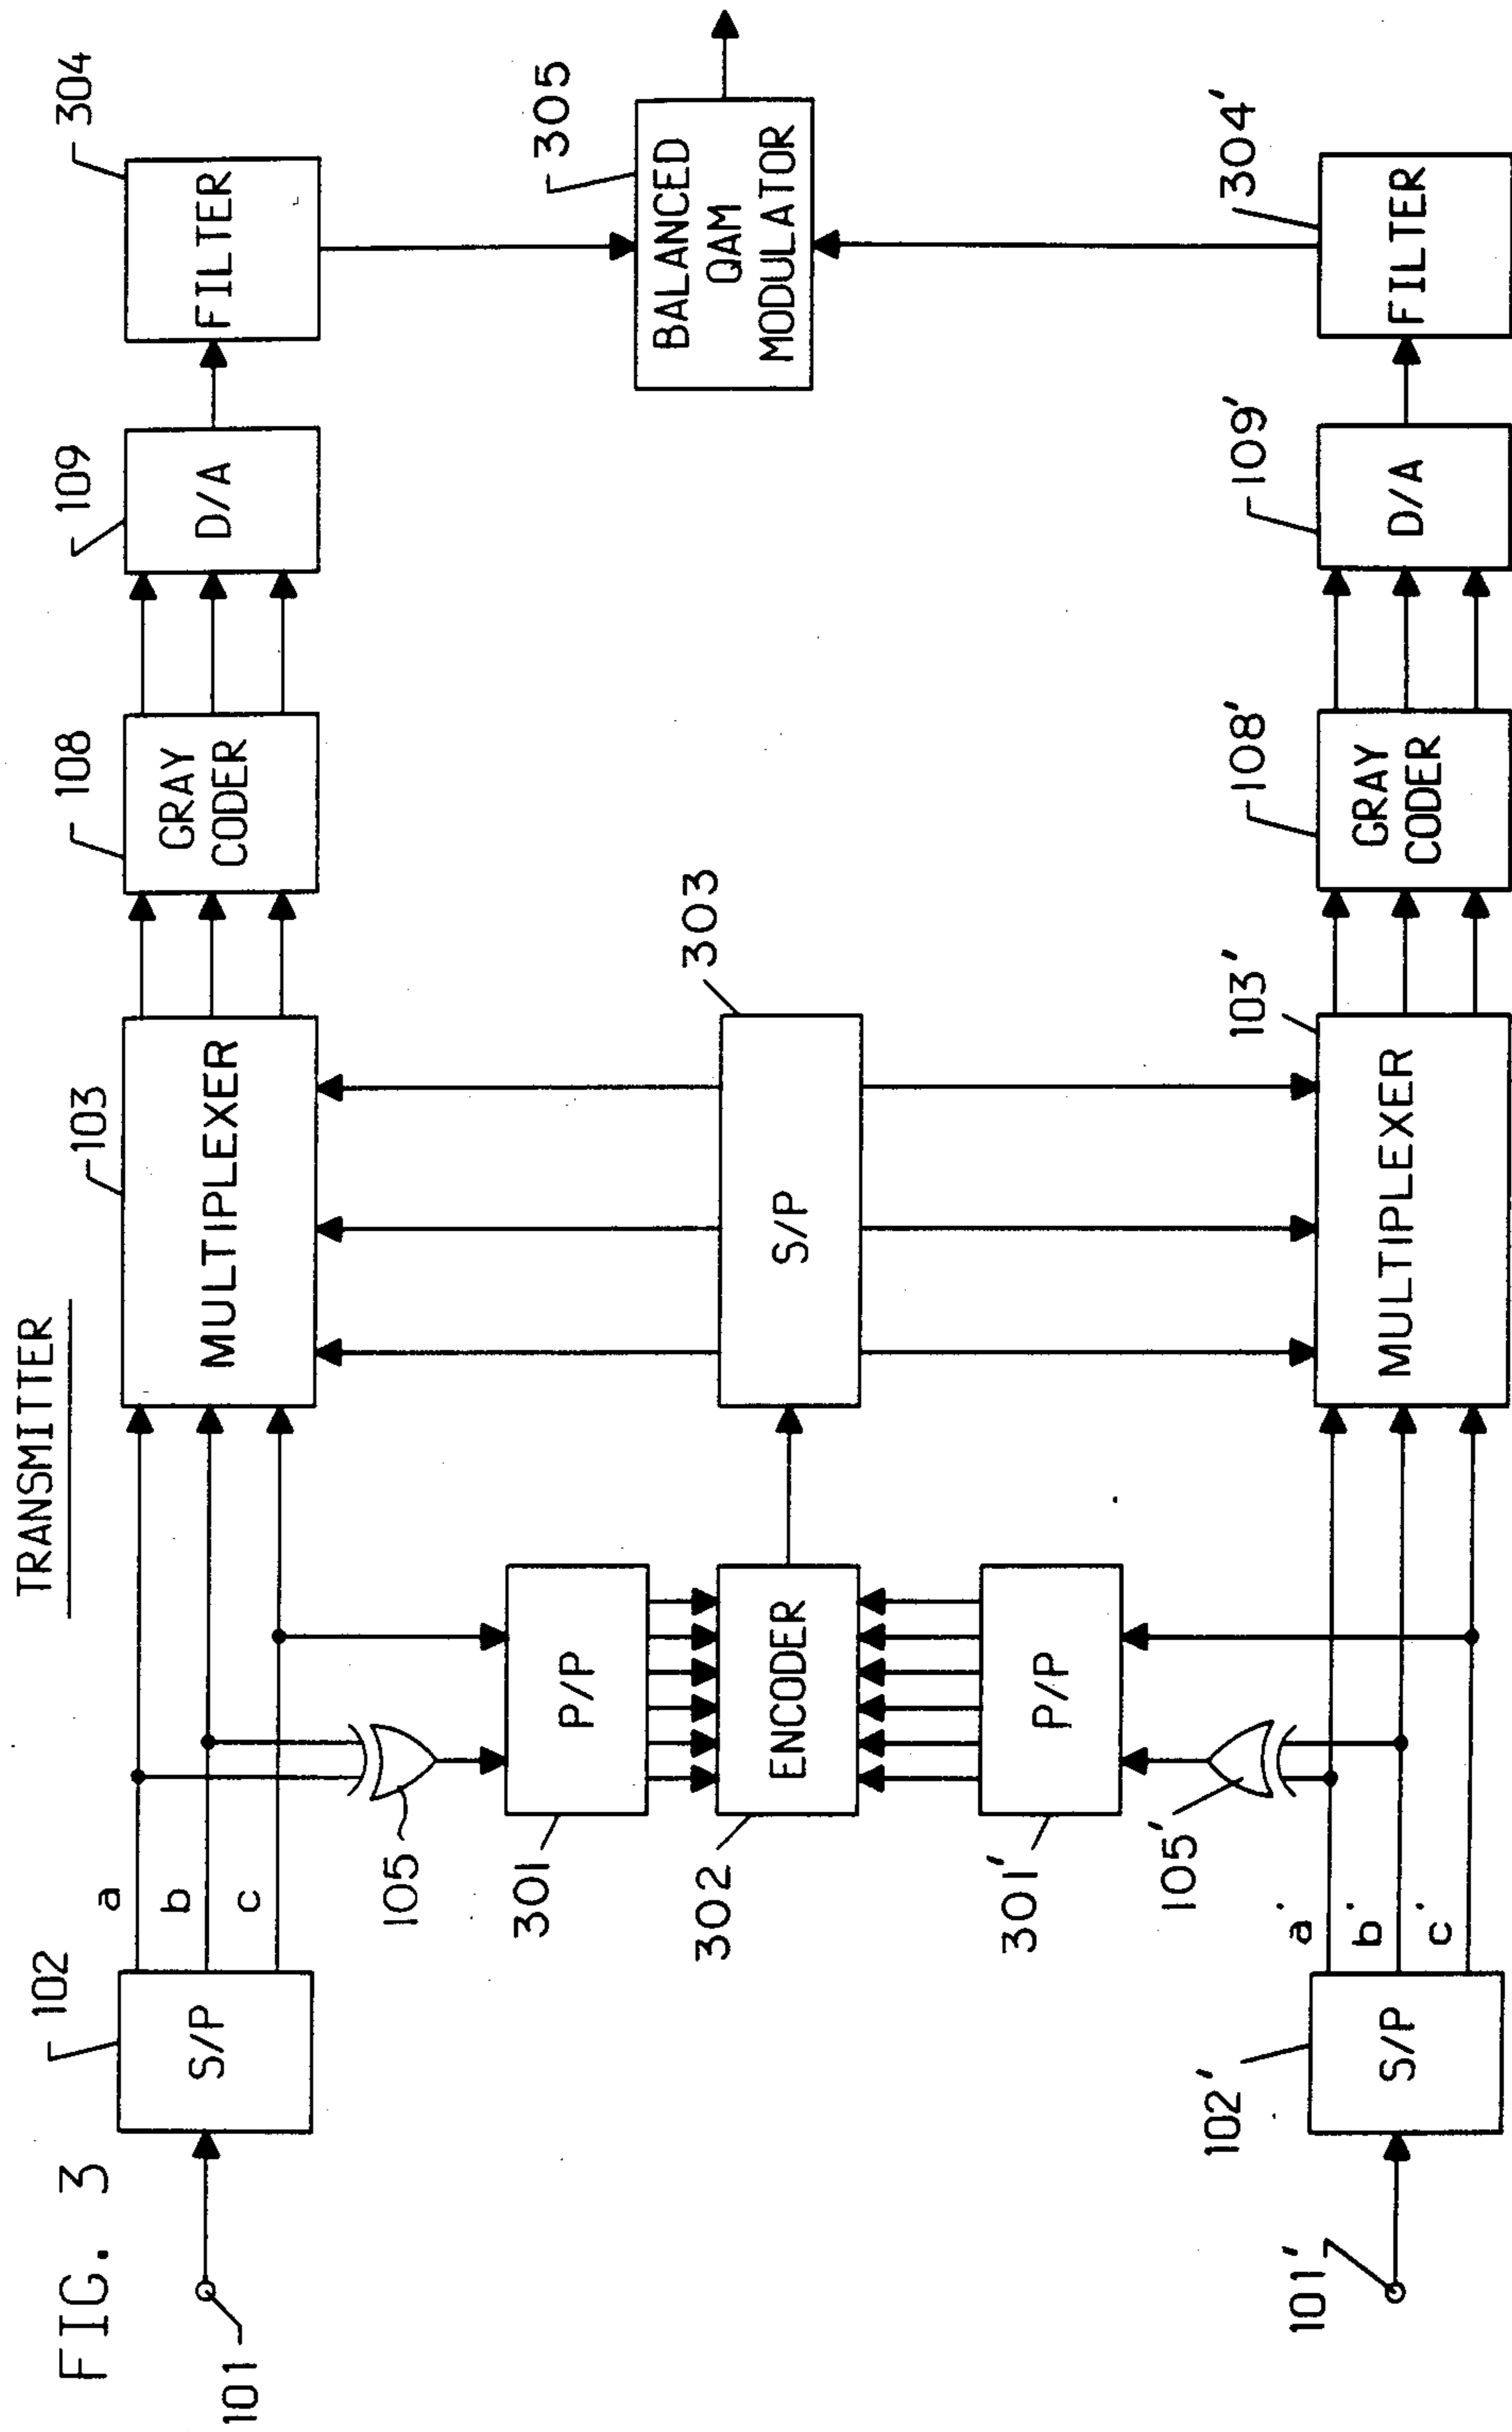 FIG. 3
TRANSMITTER
101
102
S/P
a
b
c
105
103
MULTIPLEXER
108
GRAY
CODER
109
D/A
304
FILTER
301
P/P
302
ENCODER
303
S/P
305
BALANCED
QAM
MODULATOR
301'
P/P
105'
101'
102'
S/P
a'
b'
c'
103'
MULTIPLEXER
108'
GRAY
CODER
109'
D/A
304'
FILTER